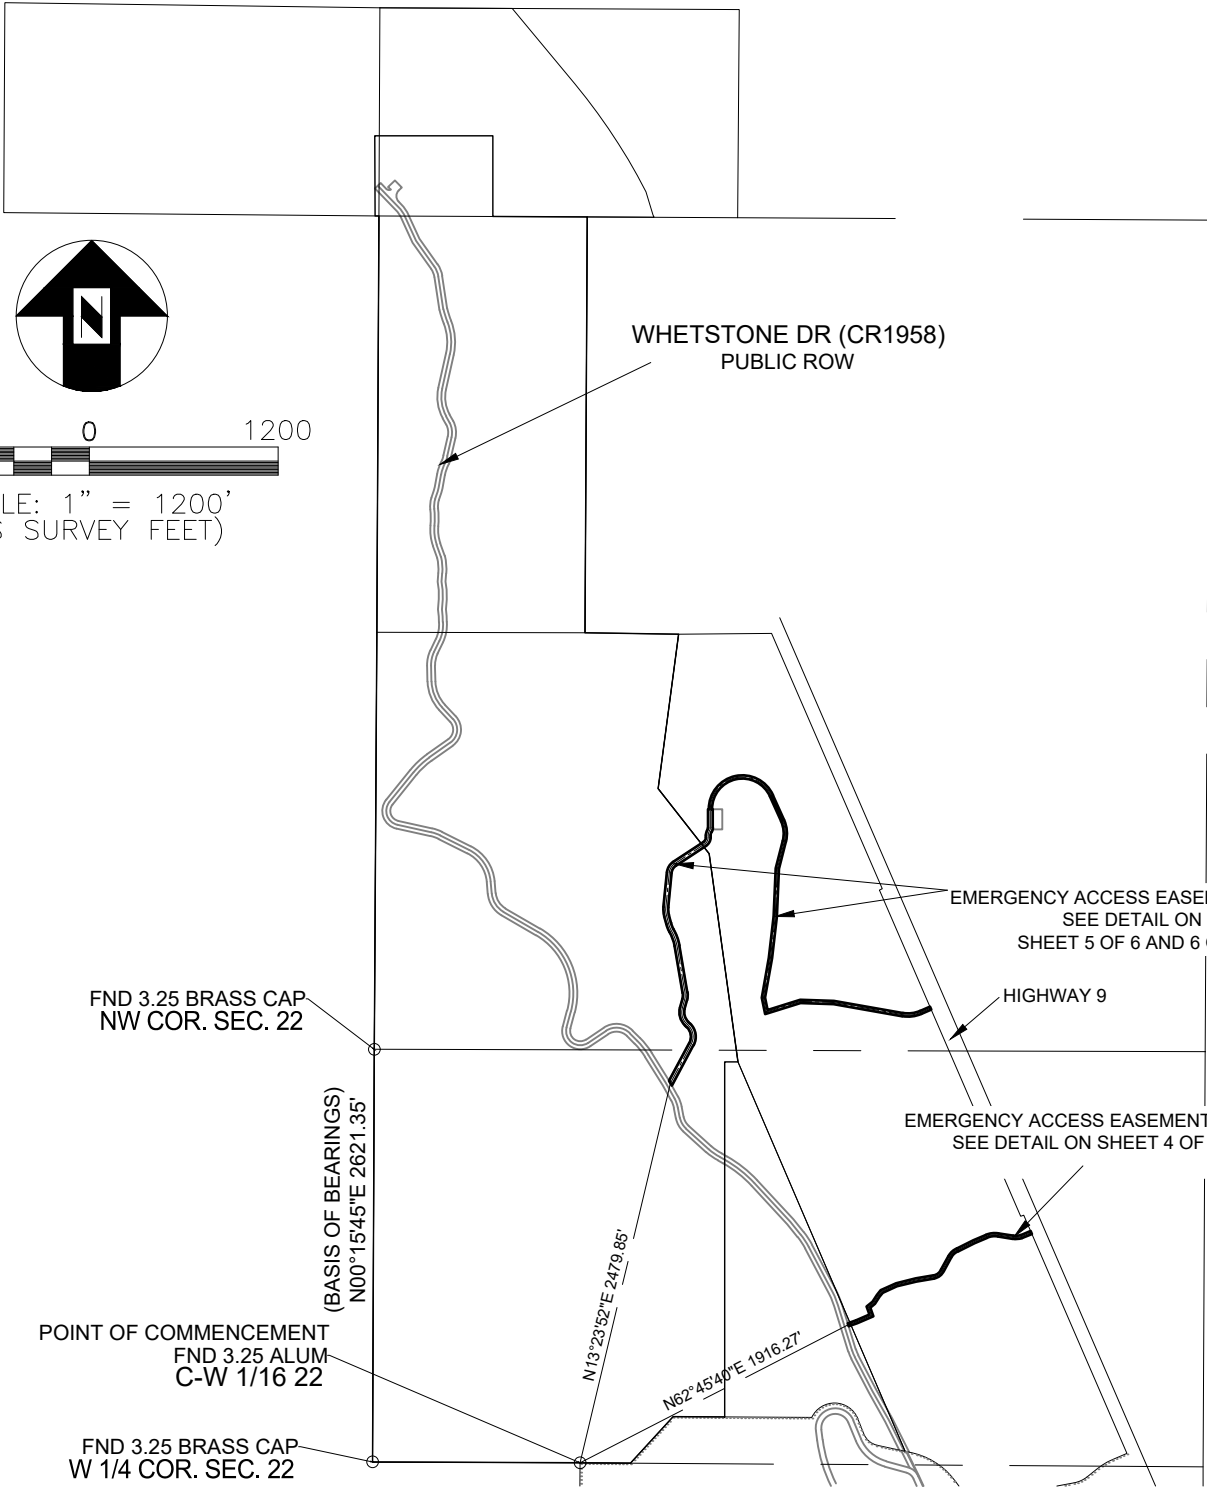 WHETSTONE DR (CR1958)
PUBLIC ROW
N
0
1200
LE: 1" = 1200'
S SURVEY FEET)
EMERGENCY ACCESS EASE
SEE DETAIL ON
SHEET 5 OF 6 AND 6
HIGHWAY 9
FND 3.25 BRASS CAP
NW COR. SEC. 22
(BASIS OF BEARINGS)
N00°15'45"E 2621.35'
EMERGENCY ACCESS EASEMENT
SEE DETAIL ON SHEET 4 OF
N13°23'52"E 2479.85'
N62°45'40"E 1916.27'
POINT OF COMMENCEMENT
FND 3.25 ALUM
C-W 1/16 22
FND 3.25 BRASS CAP
W 1/4 COR. SEC. 22